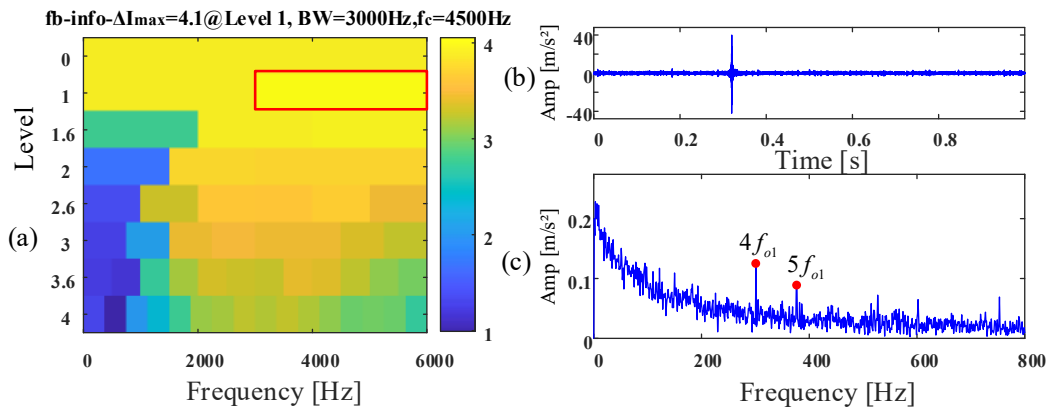 fb-info-ΔImax=4.1@Level 1, BW=3000Hz,fc=4500Hz
(a)
Level
0
1
1.6
2
2.6
3
3.6
4
0 2000 4000 6000
Frequency [Hz]
4
3
2
1
(b)
Amp [m/s²]
40
0
-40
0 0.2 0.4 0.6 0.8
Time [s]
(c)
Amp [m/s²]
0.2
0.1
0
4fo1
5fo1
0 200 400 600 800
Frequency [Hz]